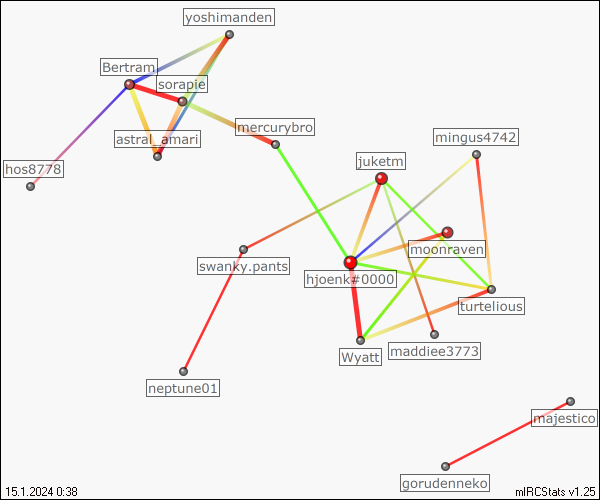 yoshimanden
Bertram
sorapie
mercurybro
astral_amari
mingus4742
juketm
hos8778
moonraven
swanky.pants
hjoenk#0000
turtelious
Wyatt
maddiee3773
neptune01
majestico
gorudenneko
15.1.2024 0:38
mIRCStats v1.25